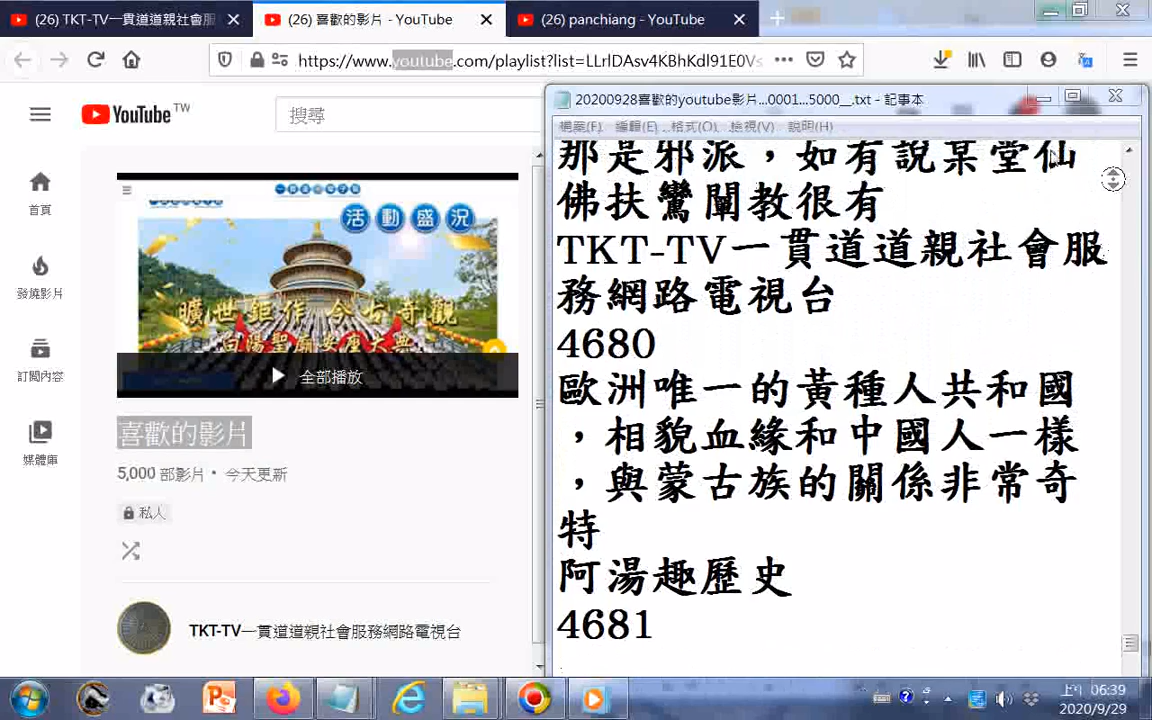 (26) TKT-TV一貫道道親社會服
(26) 喜歡的影片 - YouTube
(26) panchiang - YouTube
https://www.youtube.com/playlist?list=LLrlDAsv4KBhKdl91E0Vs
YouTube TW
搜尋
首頁
發燒影片
訂閱內容
媒體庫
活動盛況
曠世鉅作 今古奇觀
白陽聖廟安座大典
全部播放
喜歡的影片
5,000 部影片・今天更新
私人
TKT-TV一貫道道親社會服務網路電視台
20200928喜歡的youtube影片...0001...5000__.txt - 記事本
檔案(F) 編輯(E) 格式(O) 檢視(V) 說明(H)
那是邪派，如有說某堂仙
佛扶鸞闡教很有
TKT-TV一貫道道親社會服
務網路電視台
4680
歐洲唯一的黃種人共和國
，相貌血緣和中國人一樣
，與蒙古族的關係非常奇
特
阿湯趣歷史
4681
上午 06:39
2020/9/29